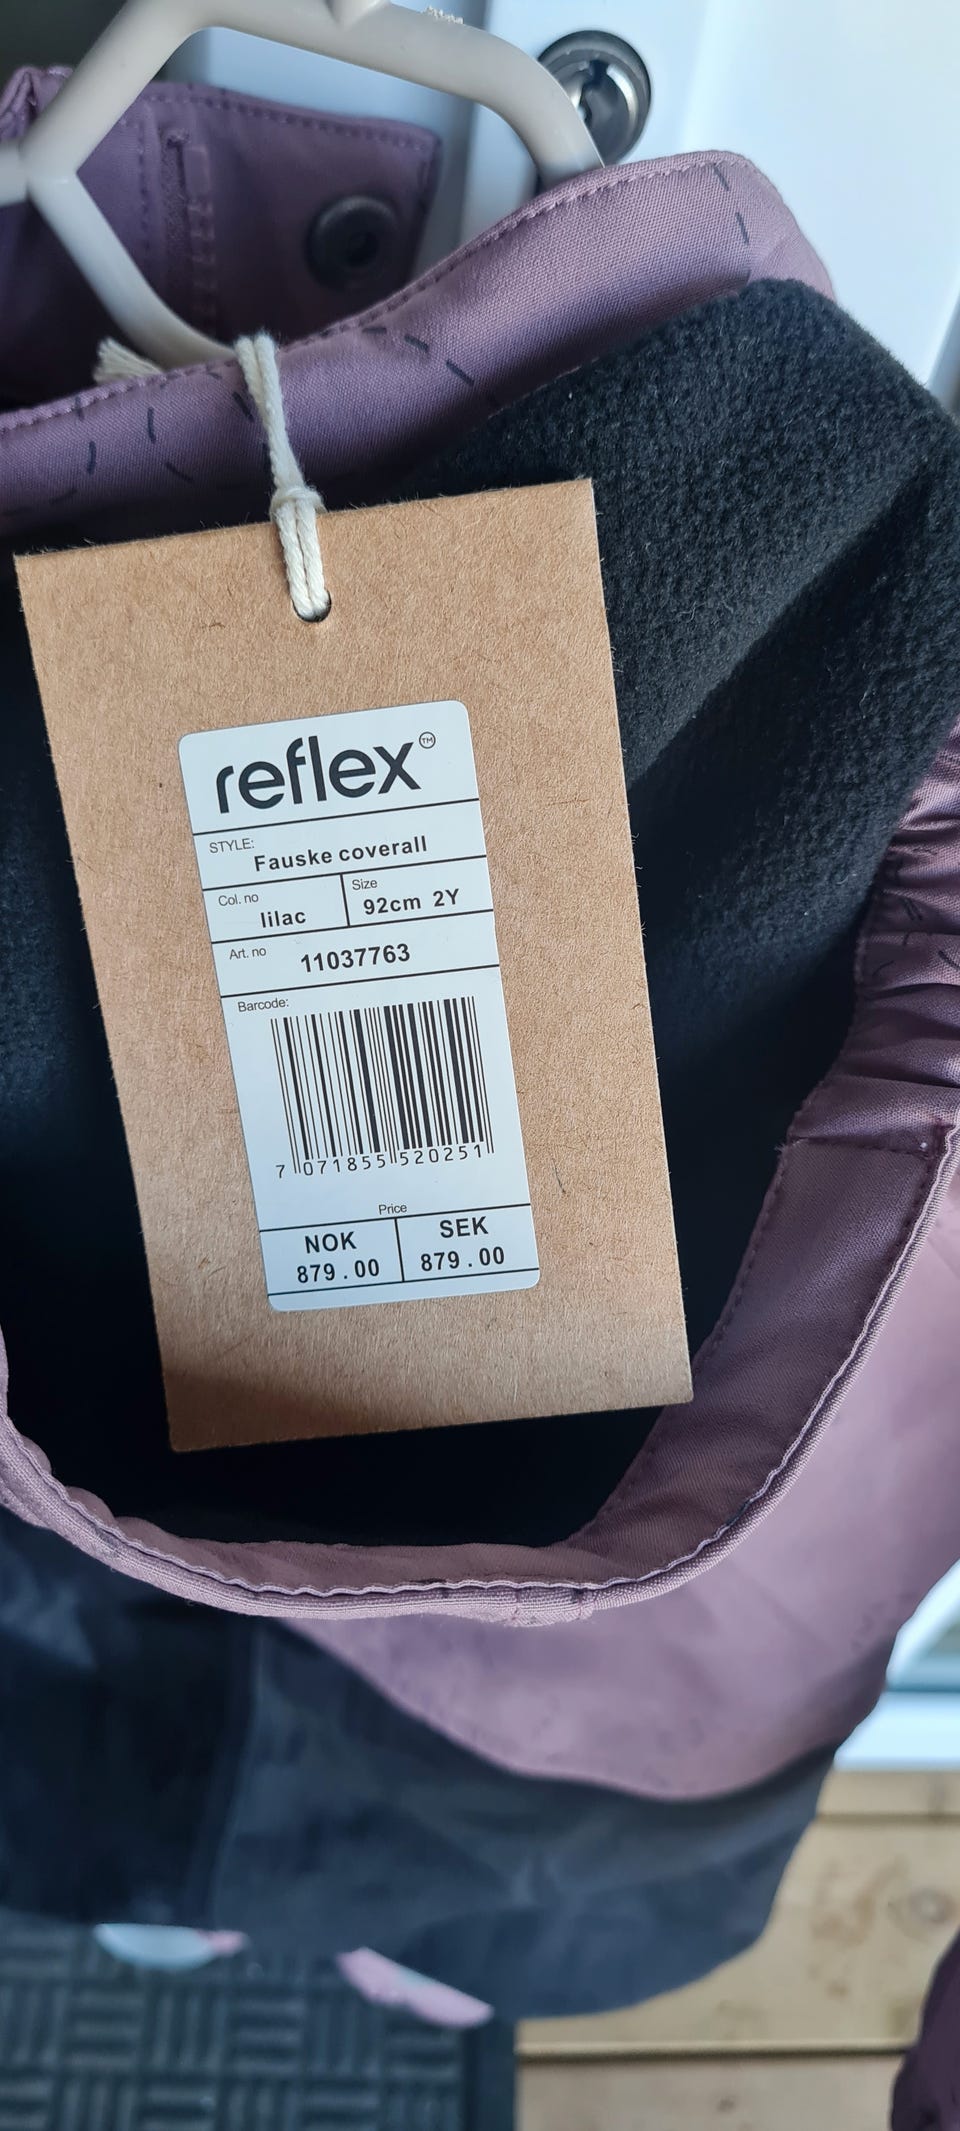 reflex™
STYLE:
Fauske coverall
Col. no
lilac
Size
92cm 2Y
Art. no
11037763
Barcode:
7 071855 520251
Price
NOK
879.00
SEK
879.00